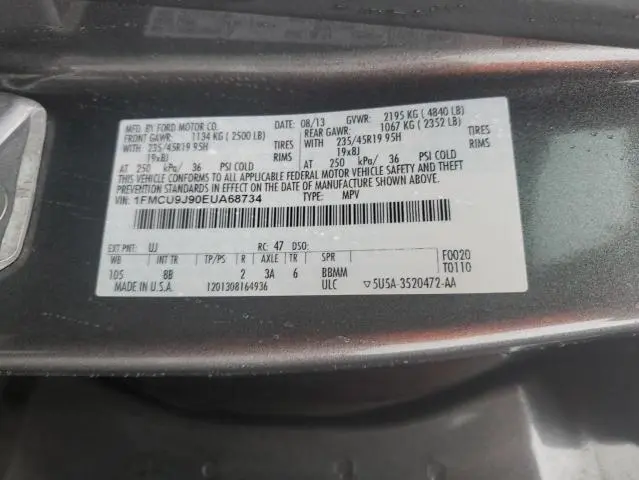 MFD. BY FORD MOTOR CO. DATE: 08/13 GVWR: 2195 KG ( 4840 LB)
FRONT GAWR: 1134 KG ( 2500 LB) REAR GAWR: 1067 KG ( 2352 LB)
WITH 235/45R19 95H TIRES WITH 235/45R19 95H TIRES
19x8J RIMS 19x8J RIMS
AT 250 kPa/ 36 PSI COLD AT 250 kPa/ 36 PSI COLD
THIS VEHICLE CONFORMS TO ALL APPLICABLE FEDERAL MOTOR VEHICLE SAFETY AND THEFT
PREVENTION STANDARDS IN EFFECT ON THE DATE OF MANUFACTURE SHOWN ABOVE.
VIN: 1FMCU9J90EUA68734 TYPE: MPV
EXT PNT: UJ RC: 47 DSO: F0020
WB INT TR TP/PS R AXLE TR SPR T0110
105 8B 2 3A 6 BBMM
MADE IN U.S.A. 1201308164936 ULC ▽5U5A-3520472-AA